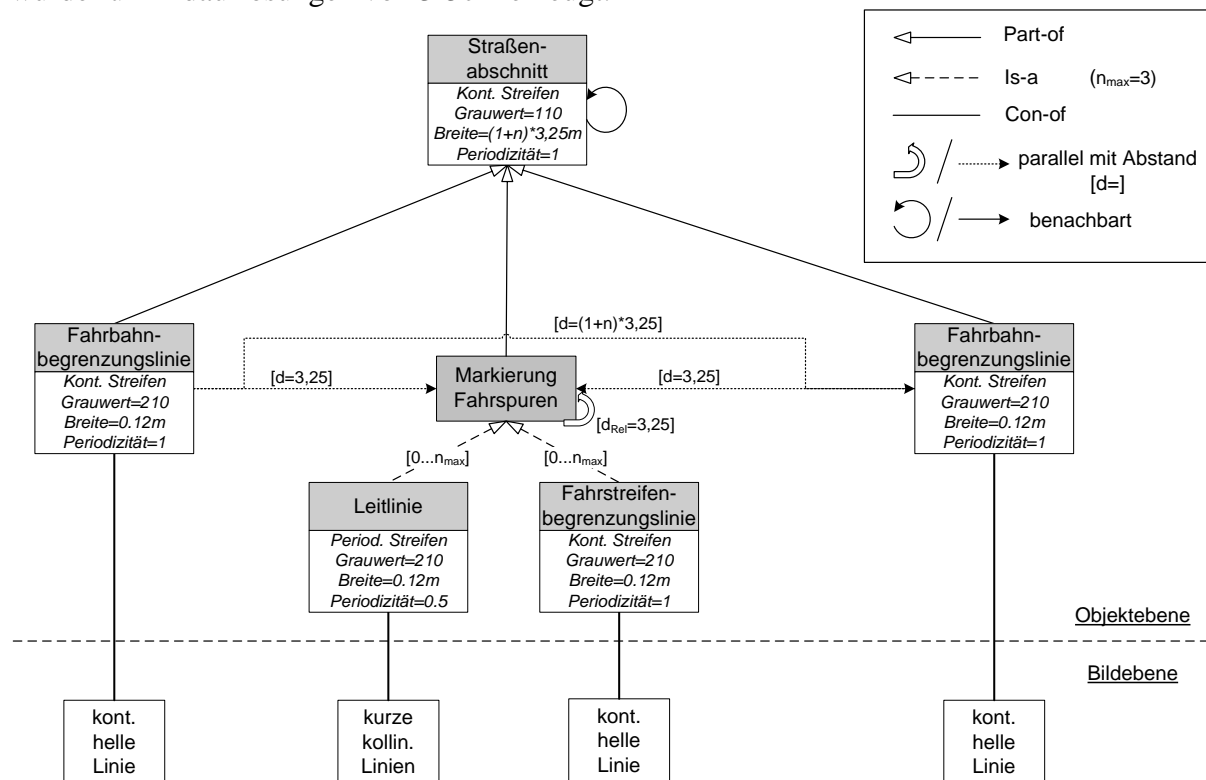 Straßen-
abschnitt
Kont. Streifen
Grauwert=110
Breite=(1+n)*3,25m
Periodizität=1
Part-of
Is-a (nmax=3)
Con-of
parallel mit Abstand
[d=]
benachbart
Fahrbahn-
begrenzungslinie
Kont. Streifen
Grauwert=210
Breite=0.12m
Periodizität=1
[d=(1+n)*3,25]
[d=3,25]
Markierung
Fahrspuren
[d=3,25]
[dRel=3,25]
Fahrbahn-
begrenzungslinie
Kont. Streifen
Grauwert=210
Breite=0.12m
Periodizität=1
[0...nmax]
[0...nmax]
Leitlinie
Period. Streifen
Grauwert=210
Breite=0.12m
Periodizität=0.5
Fahrstreifen-
begrenzungslinie
Kont. Streifen
Grauwert=210
Breite=0.12m
Periodizität=1
Objektebene
Bildebene
kont.
helle
Linie
kurze
kollin.
Linien
kont.
helle
Linie
kont.
helle
Linie